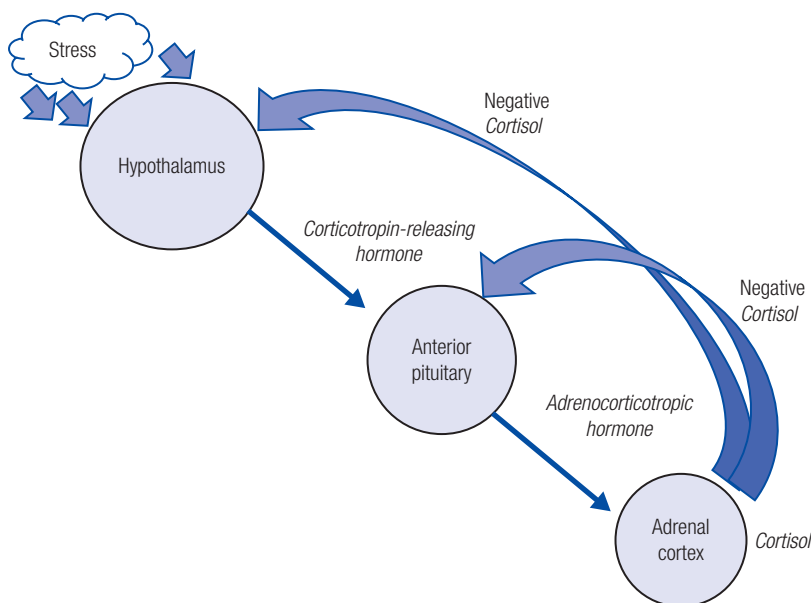 Stress
Negative
Cortisol
Hypothalamus
Corticotropin-releasing
hormone
Negative
Cortisol
Anterior
pituitary
Adrenocorticotropic
hormone
Adrenal
cortex
Cortisol